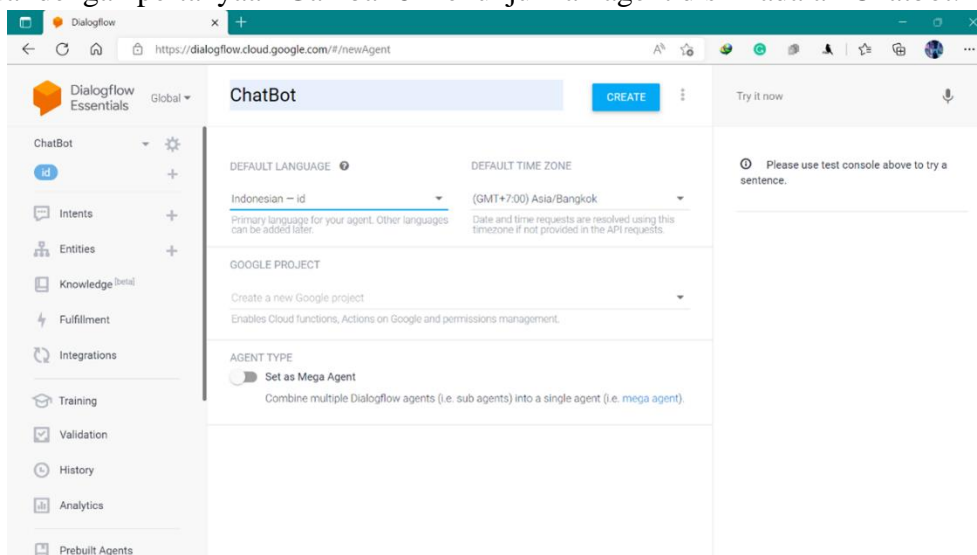 dengan pertanyaan
Dialogflow
https://dialogflow.cloud.google.com/#/newAgent
Dialogflow
Essentials
Global
ChatBot
CREATE
Try it now
ChatBot
id
Intents
Entities
Knowledge [beta]
Fulfillment
Integrations
Training
Validation
History
Analytics
Prebuilt Agents
DEFAULT LANGUAGE
Indonesian – id
Primary language for your agent. Other languages
can be added later.
DEFAULT TIME ZONE
(GMT+7:00) Asia/Bangkok
Date and time requests are resolved using this
timezone if not provided in the API requests.
GOOGLE PROJECT
Create a new Google project
Enables Cloud functions, Actions on Google and permissions management.
AGENT TYPE
Set as Mega Agent
Combine multiple Dialogflow agents (i.e. sub agents) into a single agent (i.e. mega agent).
Please use test console above to try a
sentence.